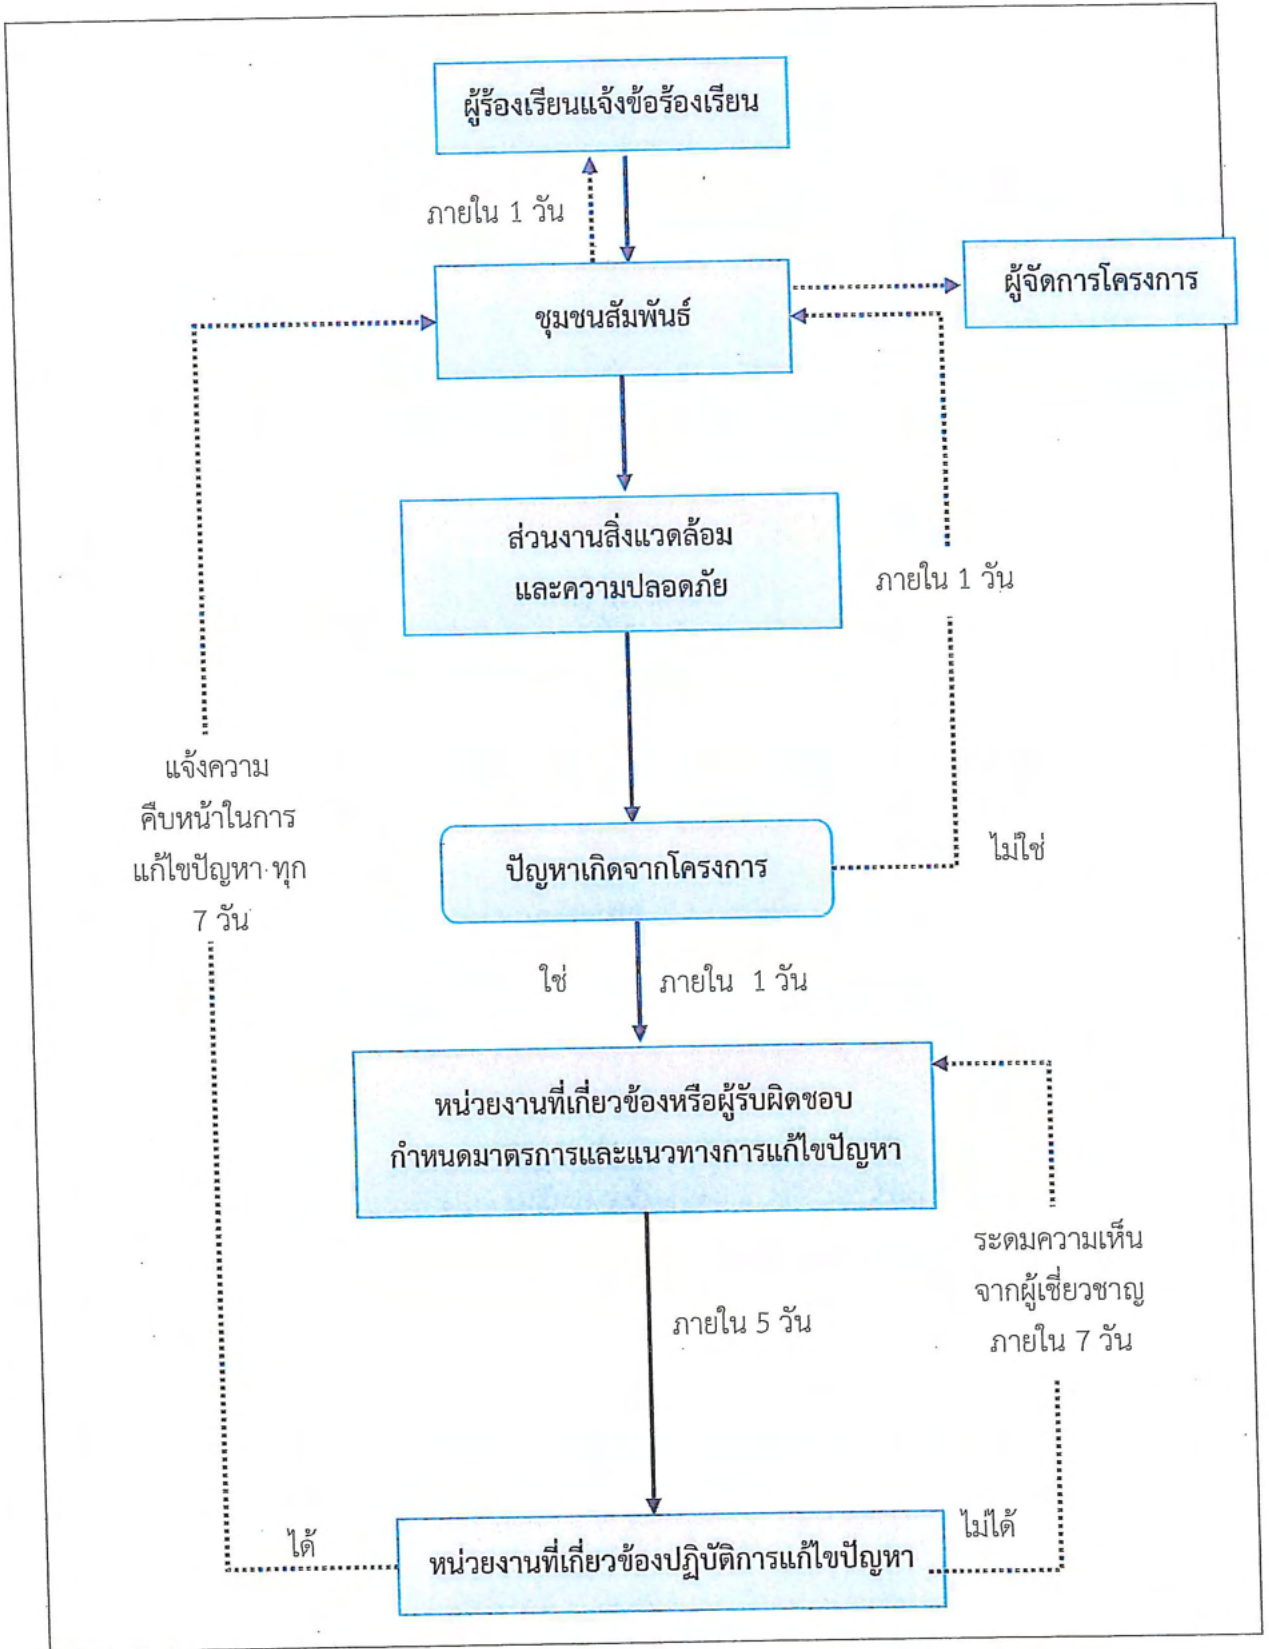 ผู้ร้องเรียนแจ้งข้อร้องเรียน
ภายใน 1 วัน
ผู้จัดการโครงการ
ชุมชนสัมพันธ์
ส่วนงานสิ่งแวดล้อม
และความปลอดภัย
ภายใน 1 วัน
แจ้งความ
คืบหน้าในการ
แก้ไขปัญหา ทุก
7 วัน
ปัญหาเกิดจากโครงการ
ไม่ใช่
ใช่
ภายใน 1 วัน
หน่วยงานที่เกี่ยวข้องหรือผู้รับผิดชอบ
กำหนดมาตรการและแนวทางการแก้ไขปัญหา
ระดมความเห็น
จากผู้เชี่ยวชาญ
ภายใน 7 วัน
ภายใน 5 วัน
ได้
หน่วยงานที่เกี่ยวข้องปฏิบัติการแก้ไขปัญหา
ไม่ได้